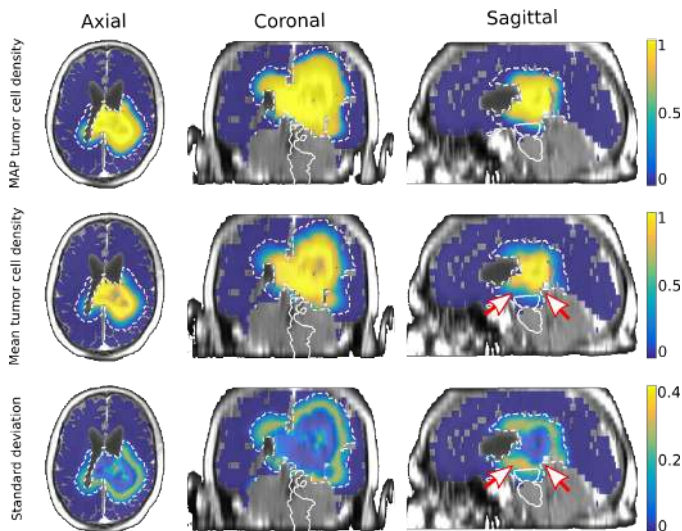 Axial Coronal Sagittal
MAP tumor cell density
1
0.5
0
Mean tumor cell density
1
0.5
0
Standard deviation
0.4
0.2
0